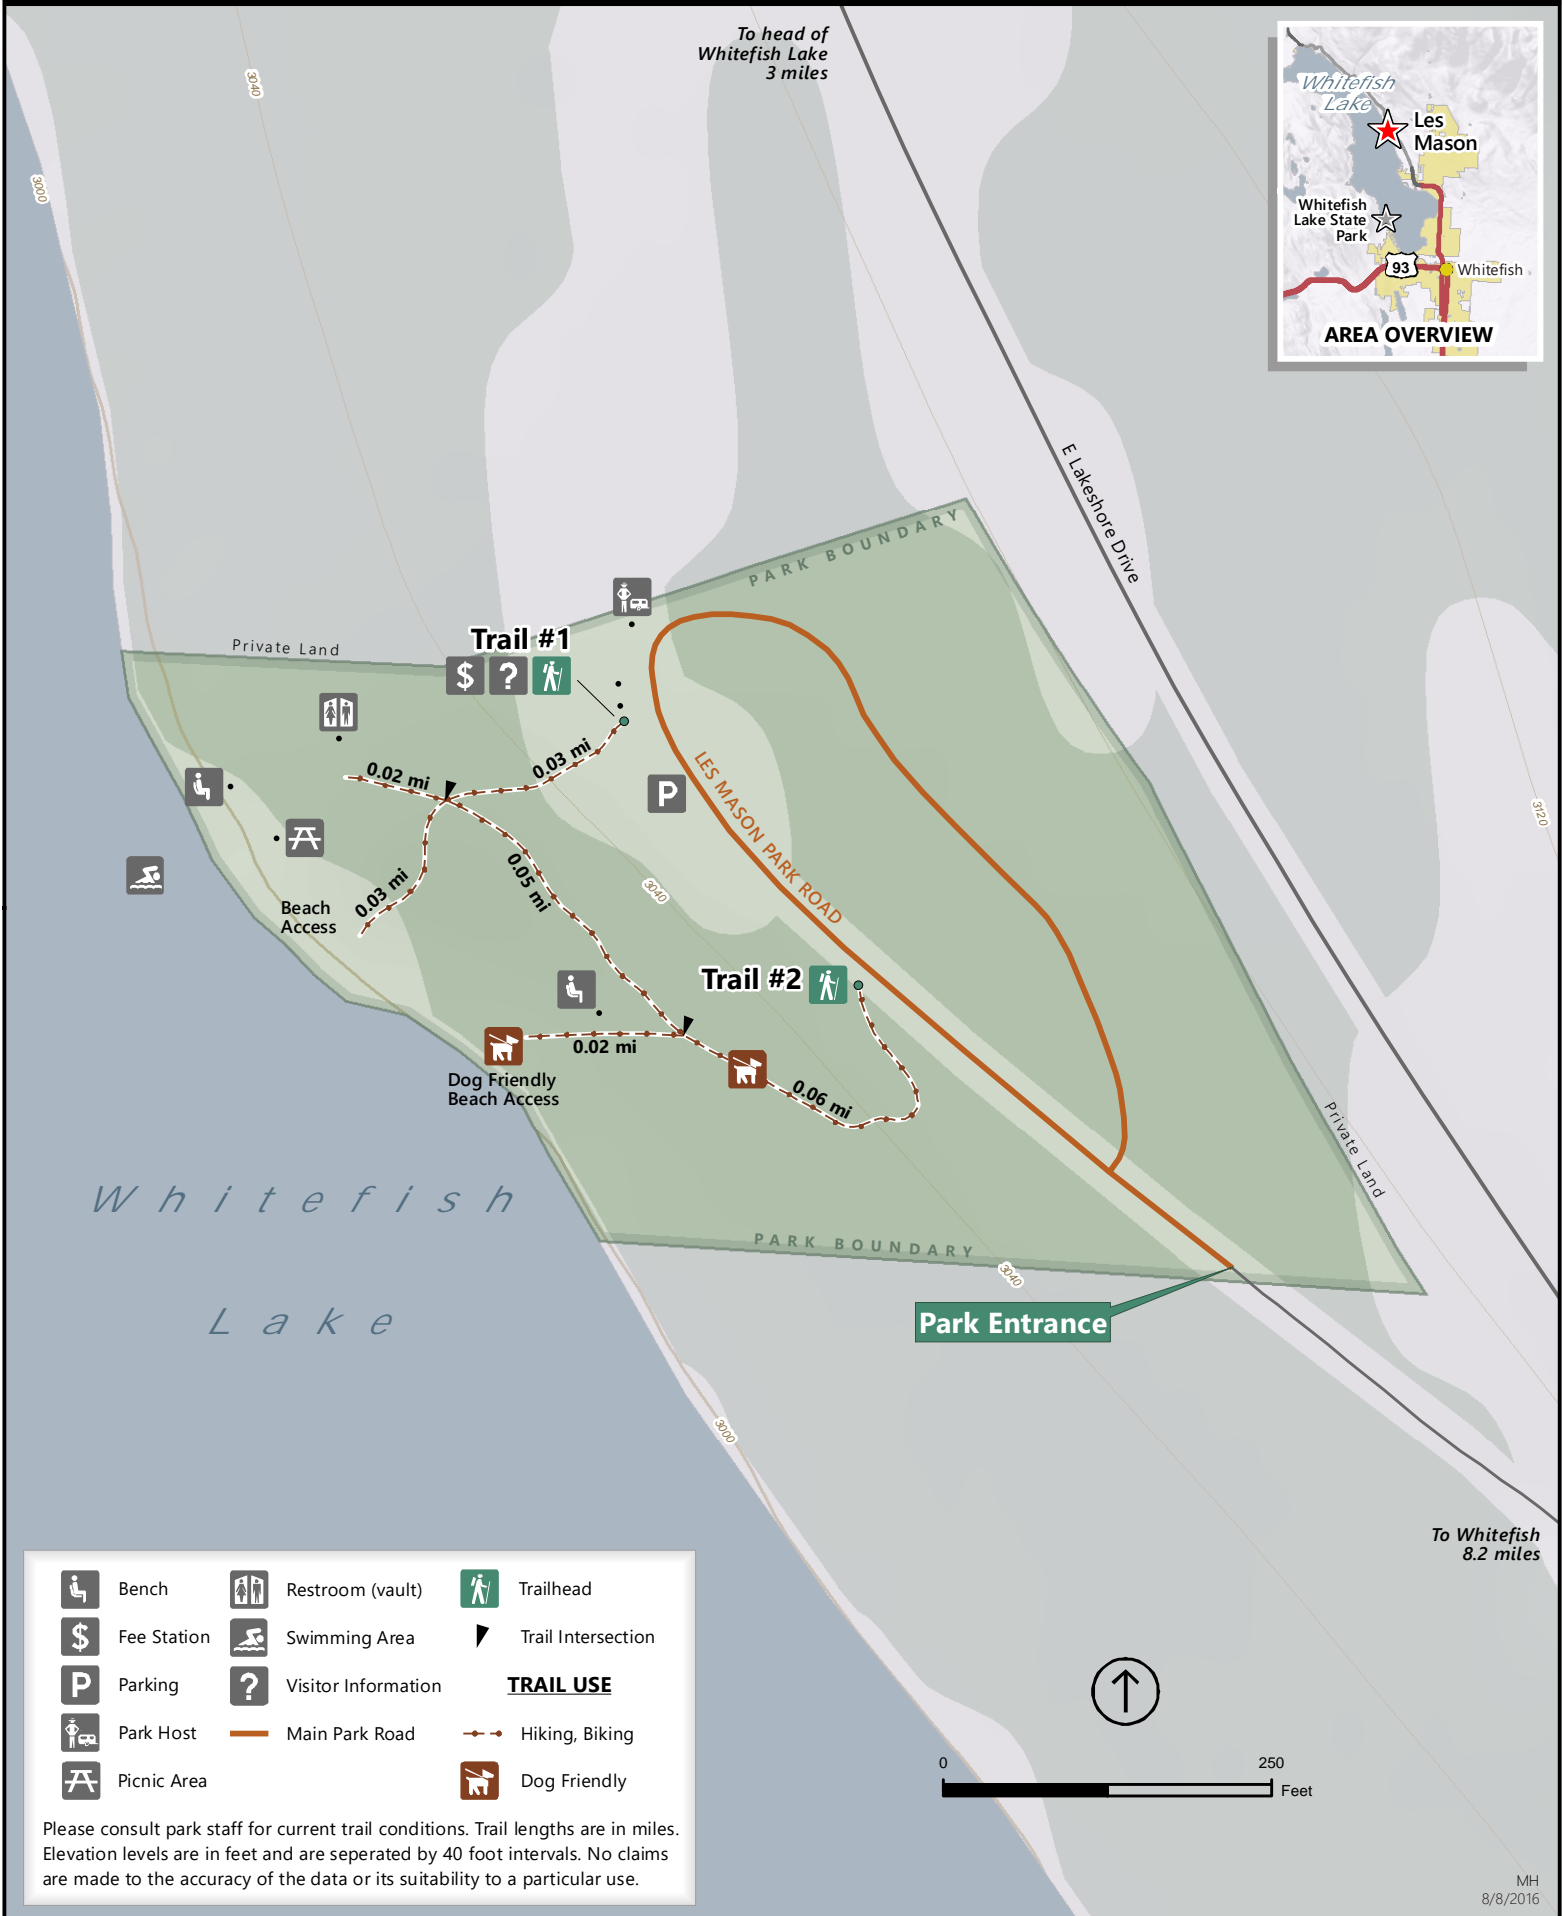 To head of
Whitefish Lake
3 miles
3040
3000
Whitefish
Lake
Les
Mason
Whitefish
Lake State
Park
93
Whitefish
AREA OVERVIEW
E Lakeshore Drive
PARK BOUNDARY
Private Land
Trail #1
$ ?
0.02 mi
0.03 mi
P
LES MASON PARK ROAD
3120
0.05 mi
0.03 mi
3040
Beach
Access
Trail #2
0.02 mi
Dog Friendly
Beach Access
0.06 mi
Private Land
Whitefish
Lake
PARK BOUNDARY
3040
Park Entrance
3000
To Whitefish
8.2 miles
Bench
Restroom (vault)
Trailhead
$ Fee Station
Swimming Area
Trail Intersection
P Parking
? Visitor Information
TRAIL USE
Park Host
Main Park Road
Hiking, Biking
Picnic Area
Dog Friendly
Please consult park staff for current trail conditions. Trail lengths are in miles.
Elevation levels are in feet and are seperated by 40 foot intervals. No claims
are made to the accuracy of the data or its suitability to a particular use.
0 250
Feet
MH
8/8/2016